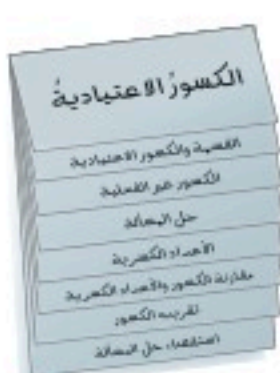 الكسورُ الاعتياديةُ
القسمة والكسور الاعتيادية
الكسور غير الفعلية
حل المسألة
الأعداد الكسرية
مقارنة الكسور والأعداد الكسرية
تقريب الكسور
استقصاء حل المسألة